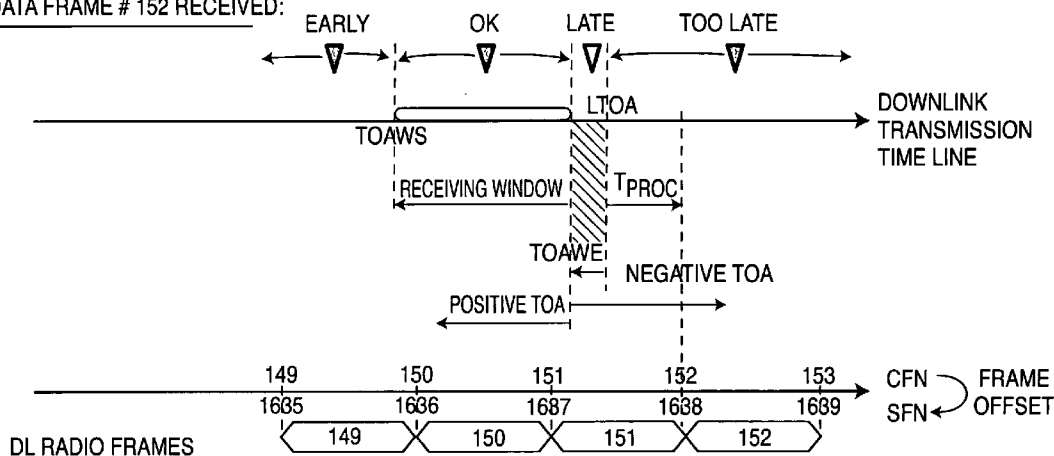 DATA FRAME # 152 RECEIVED:
EARLY OK LATE TOO LATE
LTOA
DOWNLINK
TRANSMISSION
TIME LINE
TOAWS
RECEIVING WINDOW TPROC
TOAWE
NEGATIVE TOA
POSITIVE TOA
149 150 151 152 153 CFN FRAME
OFFSET
1635 1636 1687 1638 1639 SFN
DL RADIO FRAMES 149 150 151 152